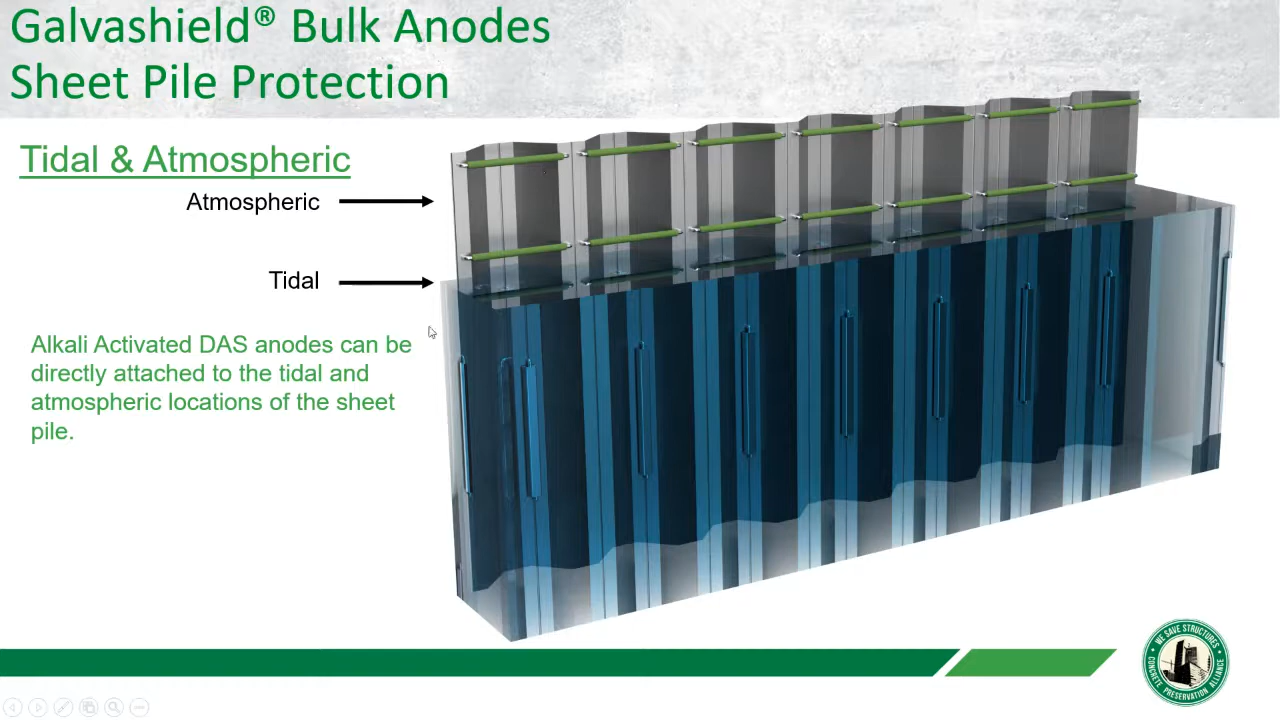 Galvashield® Bulk Anodes
Sheet Pile Protection
Tidal & Atmospheric
Atmospheric
Tidal
Alkali Activated DAS anodes can be
directly attached to the tidal and
atmospheric locations of the sheet
pile.
WE SAVE STRUCTURES
CONCRETE PRESERVATION ALLIANCE